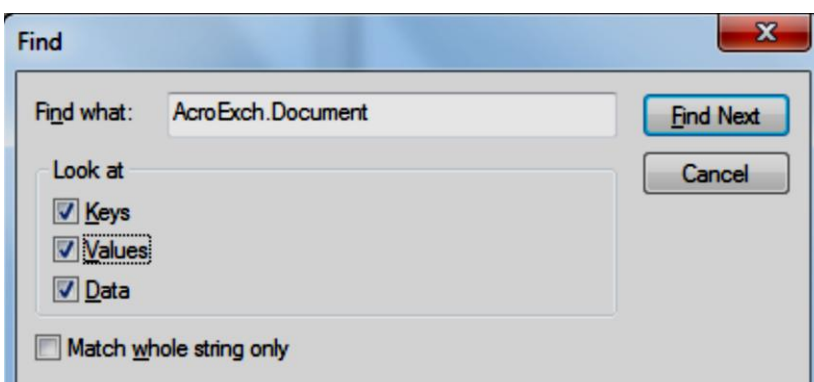 Find
Find what: AcroExch.Document Find Next
Look at Cancel
Keys
Values
Data
Match whole string only